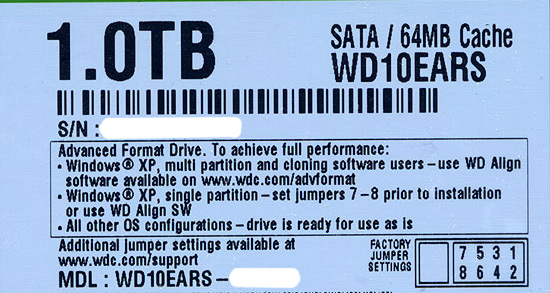 1.0TB
SATA / 64MB Cache
WD10EARS
S/N :
Advanced Format Drive. To achieve full performance:
• Windows® XP, multi partition and cloning software users – use WD Align
software available on www.wdc.com/advformat
• Windows® XP, single partition – set jumpers 7 – 8 prior to installation
or use WD Align SW
• All other OS configurations – drive is ready for use as is
Additional jumper settings available at
www.wdc.com/support
MDL : WD10EARS –
FACTORY
JUMPER
SETTINGS
7 5 3 1
8 6 4 2